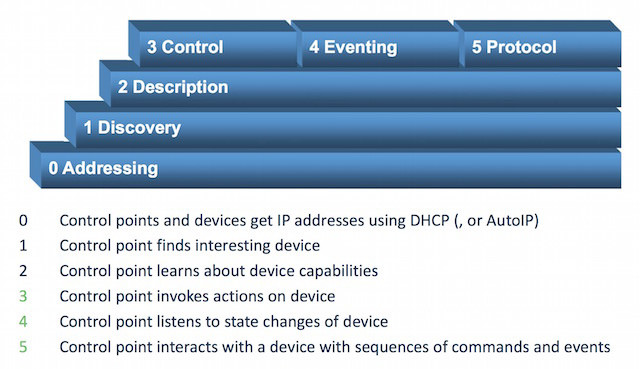 3 Control 4 Eventing 5 Protocol
2 Description
1 Discovery
0 Addressing
0 Control points and devices get IP addresses using DHCP (, or AutoIP)
1 Control point finds interesting device
2 Control point learns about device capabilities
3 Control point invokes actions on device
4 Control point listens to state changes of device
5 Control point interacts with a device with sequences of commands and events